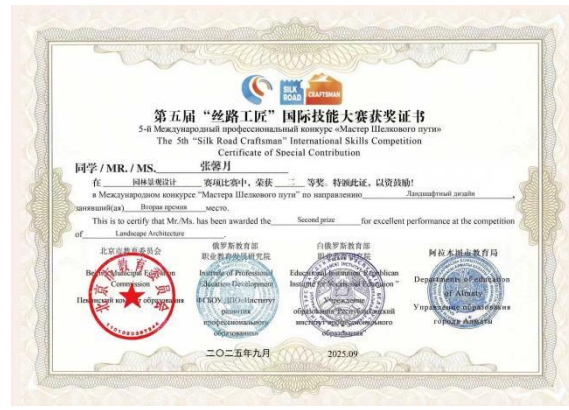 SILK ROAD CRAFTSMAN
第五届“丝路工匠”国际技能大赛获奖证书
5-й Международный профессиональный конкурс «Мастер Шелкового пути»
The 5th “Silk Road Craftsman” International Skills Competition
Certificate of Special Contribution
同学 / MR. / MS. 张馨月
在 园林景观设计 赛项比赛中，荣获 二 等奖. 特颁此证，以资鼓励!
в Международном конкурсе "Мастера Шелкового пути" по направлению Ландшафтный дизайн ,
занявший(ая) Вторая премия место.
This is to certify that Mr./Ms. has been awarded the Second prize for excellent performance at the competition
of Landscape Architecture .
北京市教育委员会
Beijing Municipal Education
Commission
Пекинский комитет образования
俄罗斯教育部
职业教育发展研究院
Institute of Professional
Education Development
ФГБОУ ДПО «Институт
развития
профессионального
образования»
白俄罗斯教育部
职业教育研究院
Educational Institution "Republican
Institute for Vocational Education "
Учреждение
образования "Республиканский
институт профессионального
образования"
阿拉木图市教育局
Departments of education
of Almaty
Управление образования
города Алматы
二〇二五年九月
2025.09